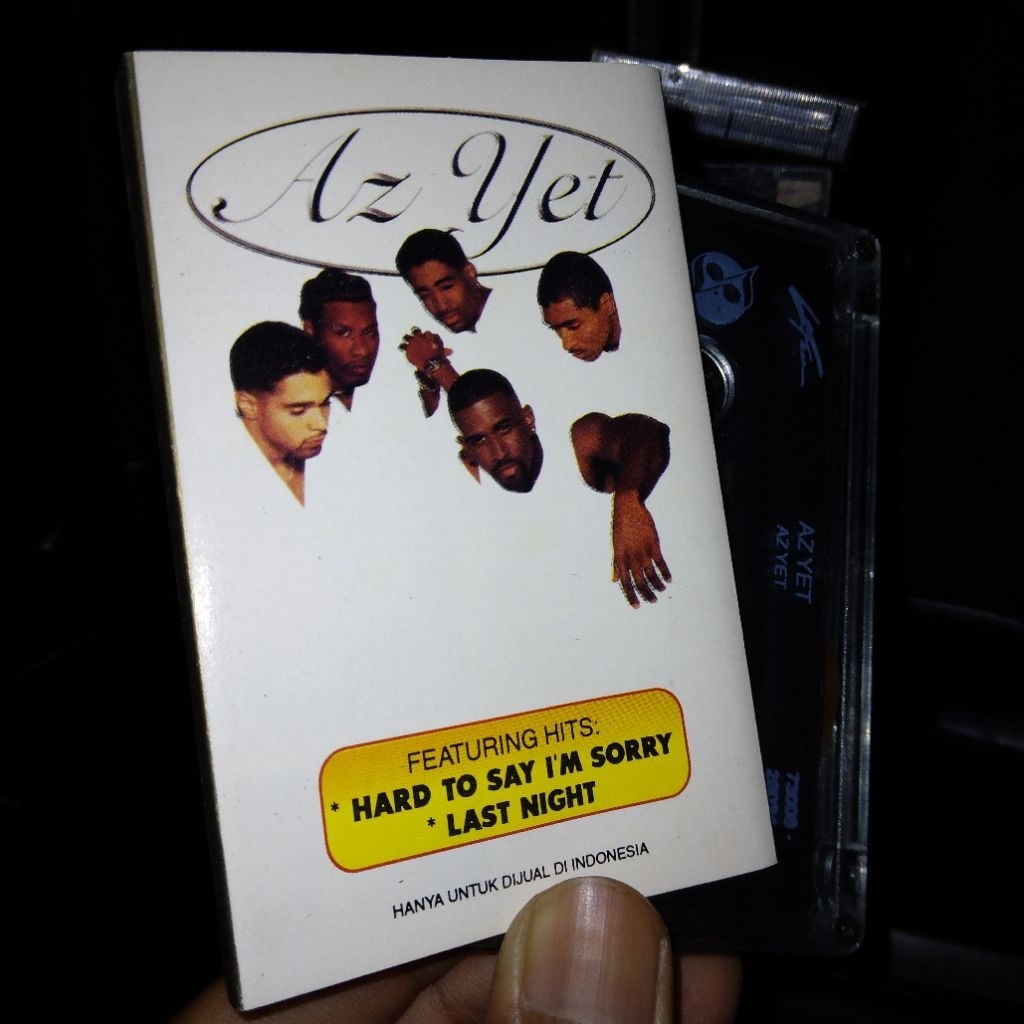 Az Yet
FEATURING HITS:
* HARD TO SAY I'M SORRY
* LAST NIGHT
HANYA UNTUK DIJUAL DI INDONESIA
AZ YET
AZ YET